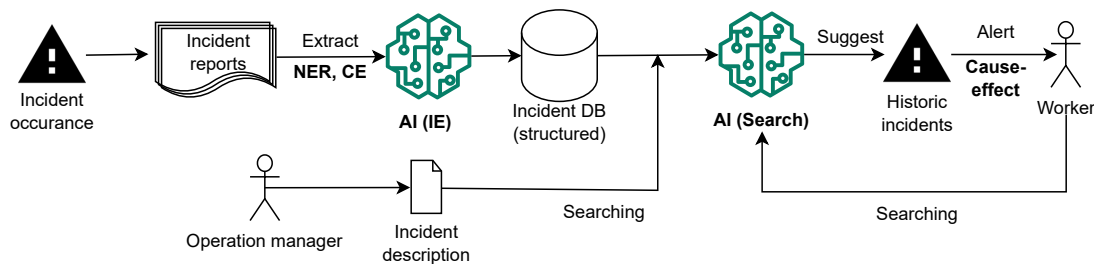 Incident
occurance
Incident
reports
Extract
NER, CE
AI (IE)
Incident DB
(structured)
AI (Search)
Suggest
Historic
incidents
Alert
Cause-
effect
Worker
Operation manager
Incident
description
Searching
Searching